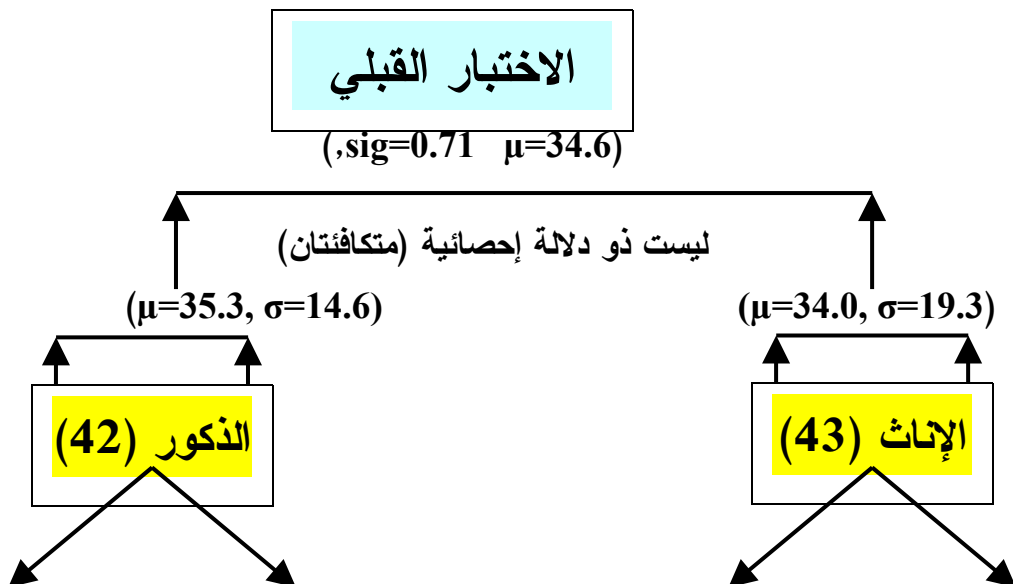 الاختبار القبلي
(,sig=0.71 μ=34.6)
ليست ذو دلالة إحصائية (متكافئتان)
(μ=34.0, σ=19.3)
(μ=35.3, σ=14.6)
الإناث (43)
الذكور (42)